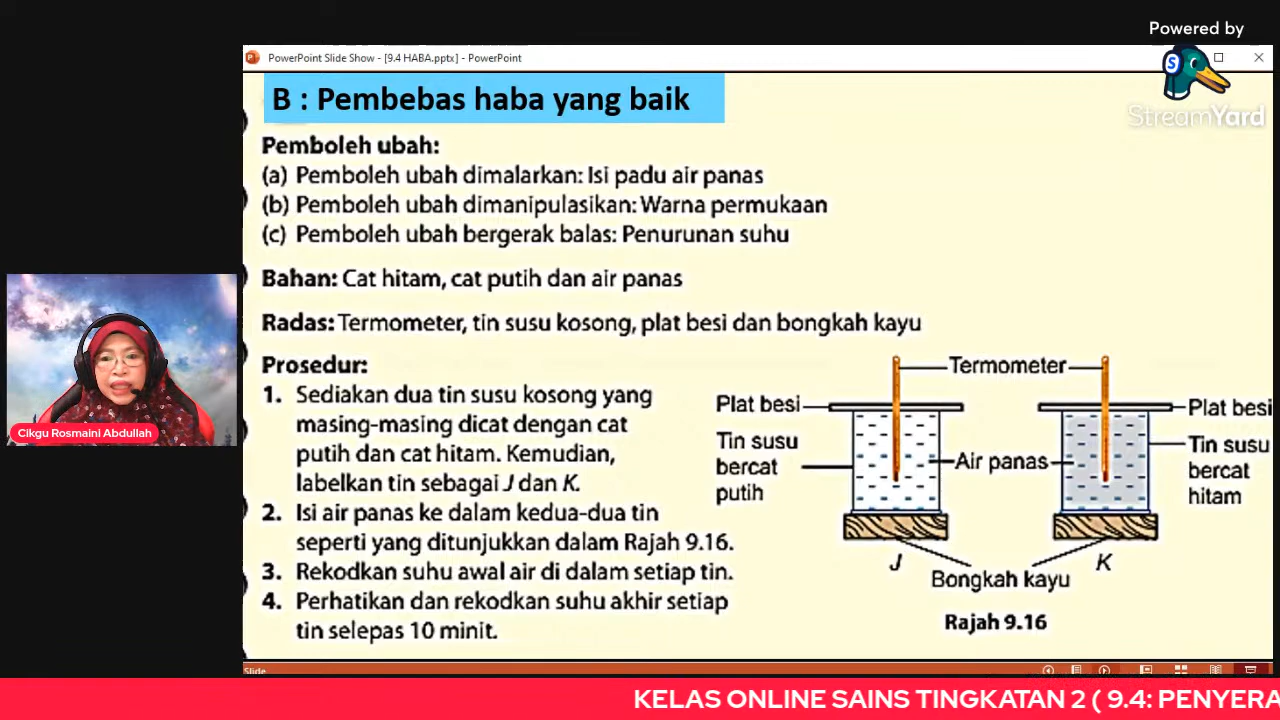 Powered by
StreamYard
PowerPoint Slide Show - [9.4 HABA.pptx] - PowerPoint
B : Pembebas haba yang baik
Pemboleh ubah:
(a) Pemboleh ubah dimalarkan: Isi padu air panas
(b) Pemboleh ubah dimanipulasikan: Warna permukaan
(c) Pemboleh ubah bergerak balas: Penurunan suhu
Bahan: Cat hitam, cat putih dan air panas
Radas: Termometer, tin susu kosong, plat besi dan bongkah kayu
Prosedur:
1. Sediakan dua tin susu kosong yang
masing-masing dicat dengan cat
putih dan cat hitam. Kemudian,
labelkan tin sebagai J dan K.
2. Isi air panas ke dalam kedua-dua tin
seperti yang ditunjukkan dalam Rajah 9.16.
3. Rekodkan suhu awal air di dalam setiap tin.
4. Perhatikan dan rekodkan suhu akhir setiap
tin selepas 10 minit.
Termometer
Plat besi
Plat besi
Tin susu
bercat
putih
Air panas
Tin susu
bercat
hitam
J
K
Bongkah kayu
Rajah 9.16
Cikgu Rosmaini Abdullah
Slide
KELAS ONLINE SAINS TINGKATAN 2 ( 9.4: PENYERA